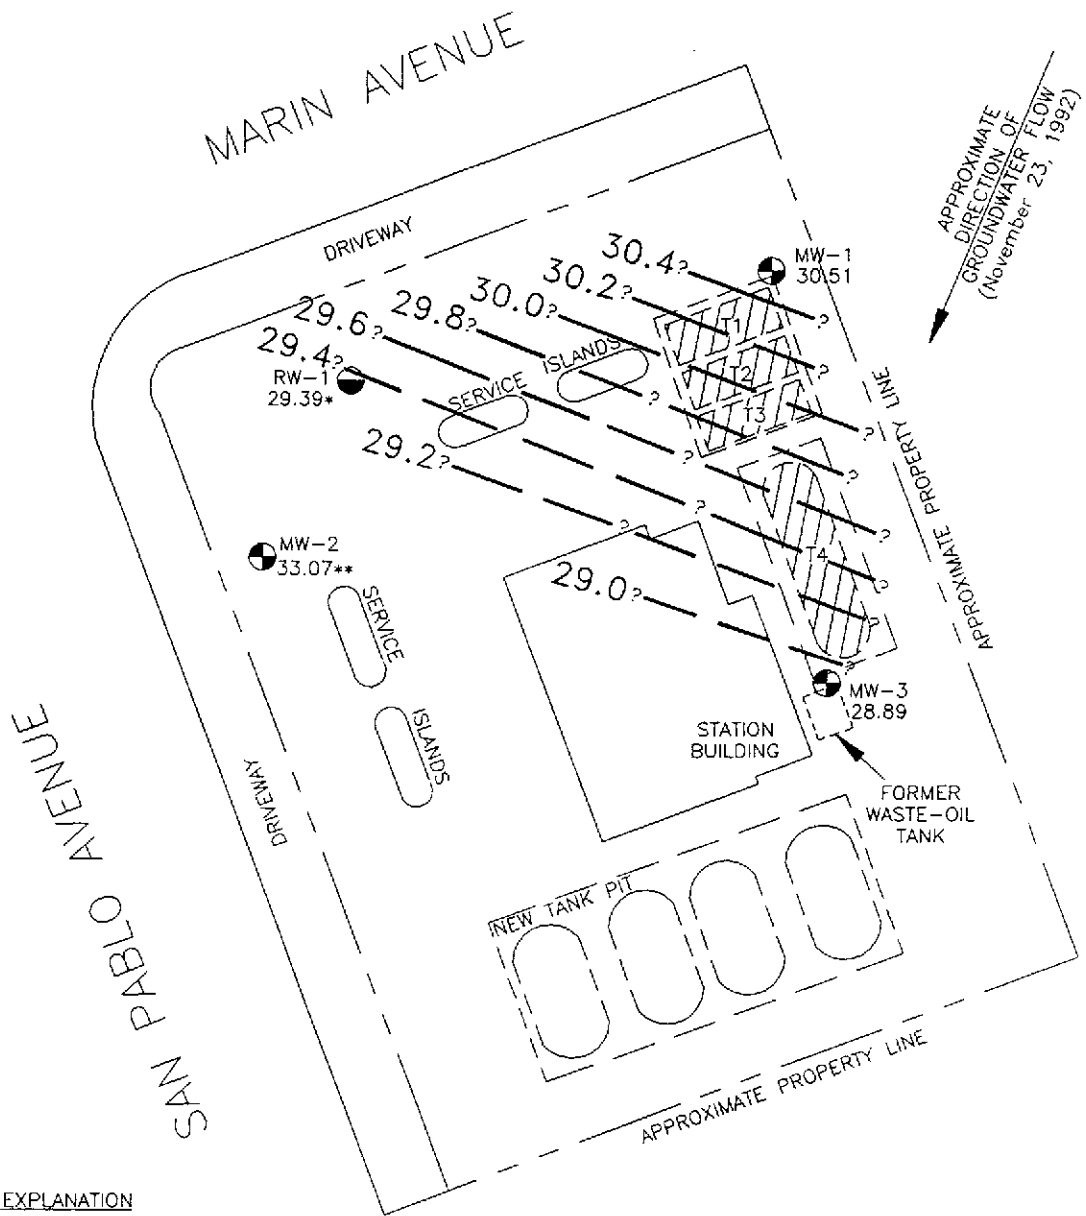 MARIN AVENUE
APPROXIMATE
DIRECTION OF
GROUNDWATER FLOW
(November 23, 1992)
DRIVEWAY
MW-1
30.51
30.4?
?
30.2?
?
30.0?
?
29.8?
?
?
29.6?
?
?
29.4?
?
?
29.2?
?
?
29.0?
?
T1
T2
T3
T4
RW-1
29.39*
SERVICE ISLANDS
APPROXIMATE PROPERTY LINE
MW-2
33.07**
SERVICE
ISLANDS
MW-3
28.89
STATION
BUILDING
FORMER
WASTE-OIL
TANK
DRIVEWAY
SAN PABLO AVENUE
NEW TANK PIT
APPROXIMATE PROPERTY LINE
EXPLANATION